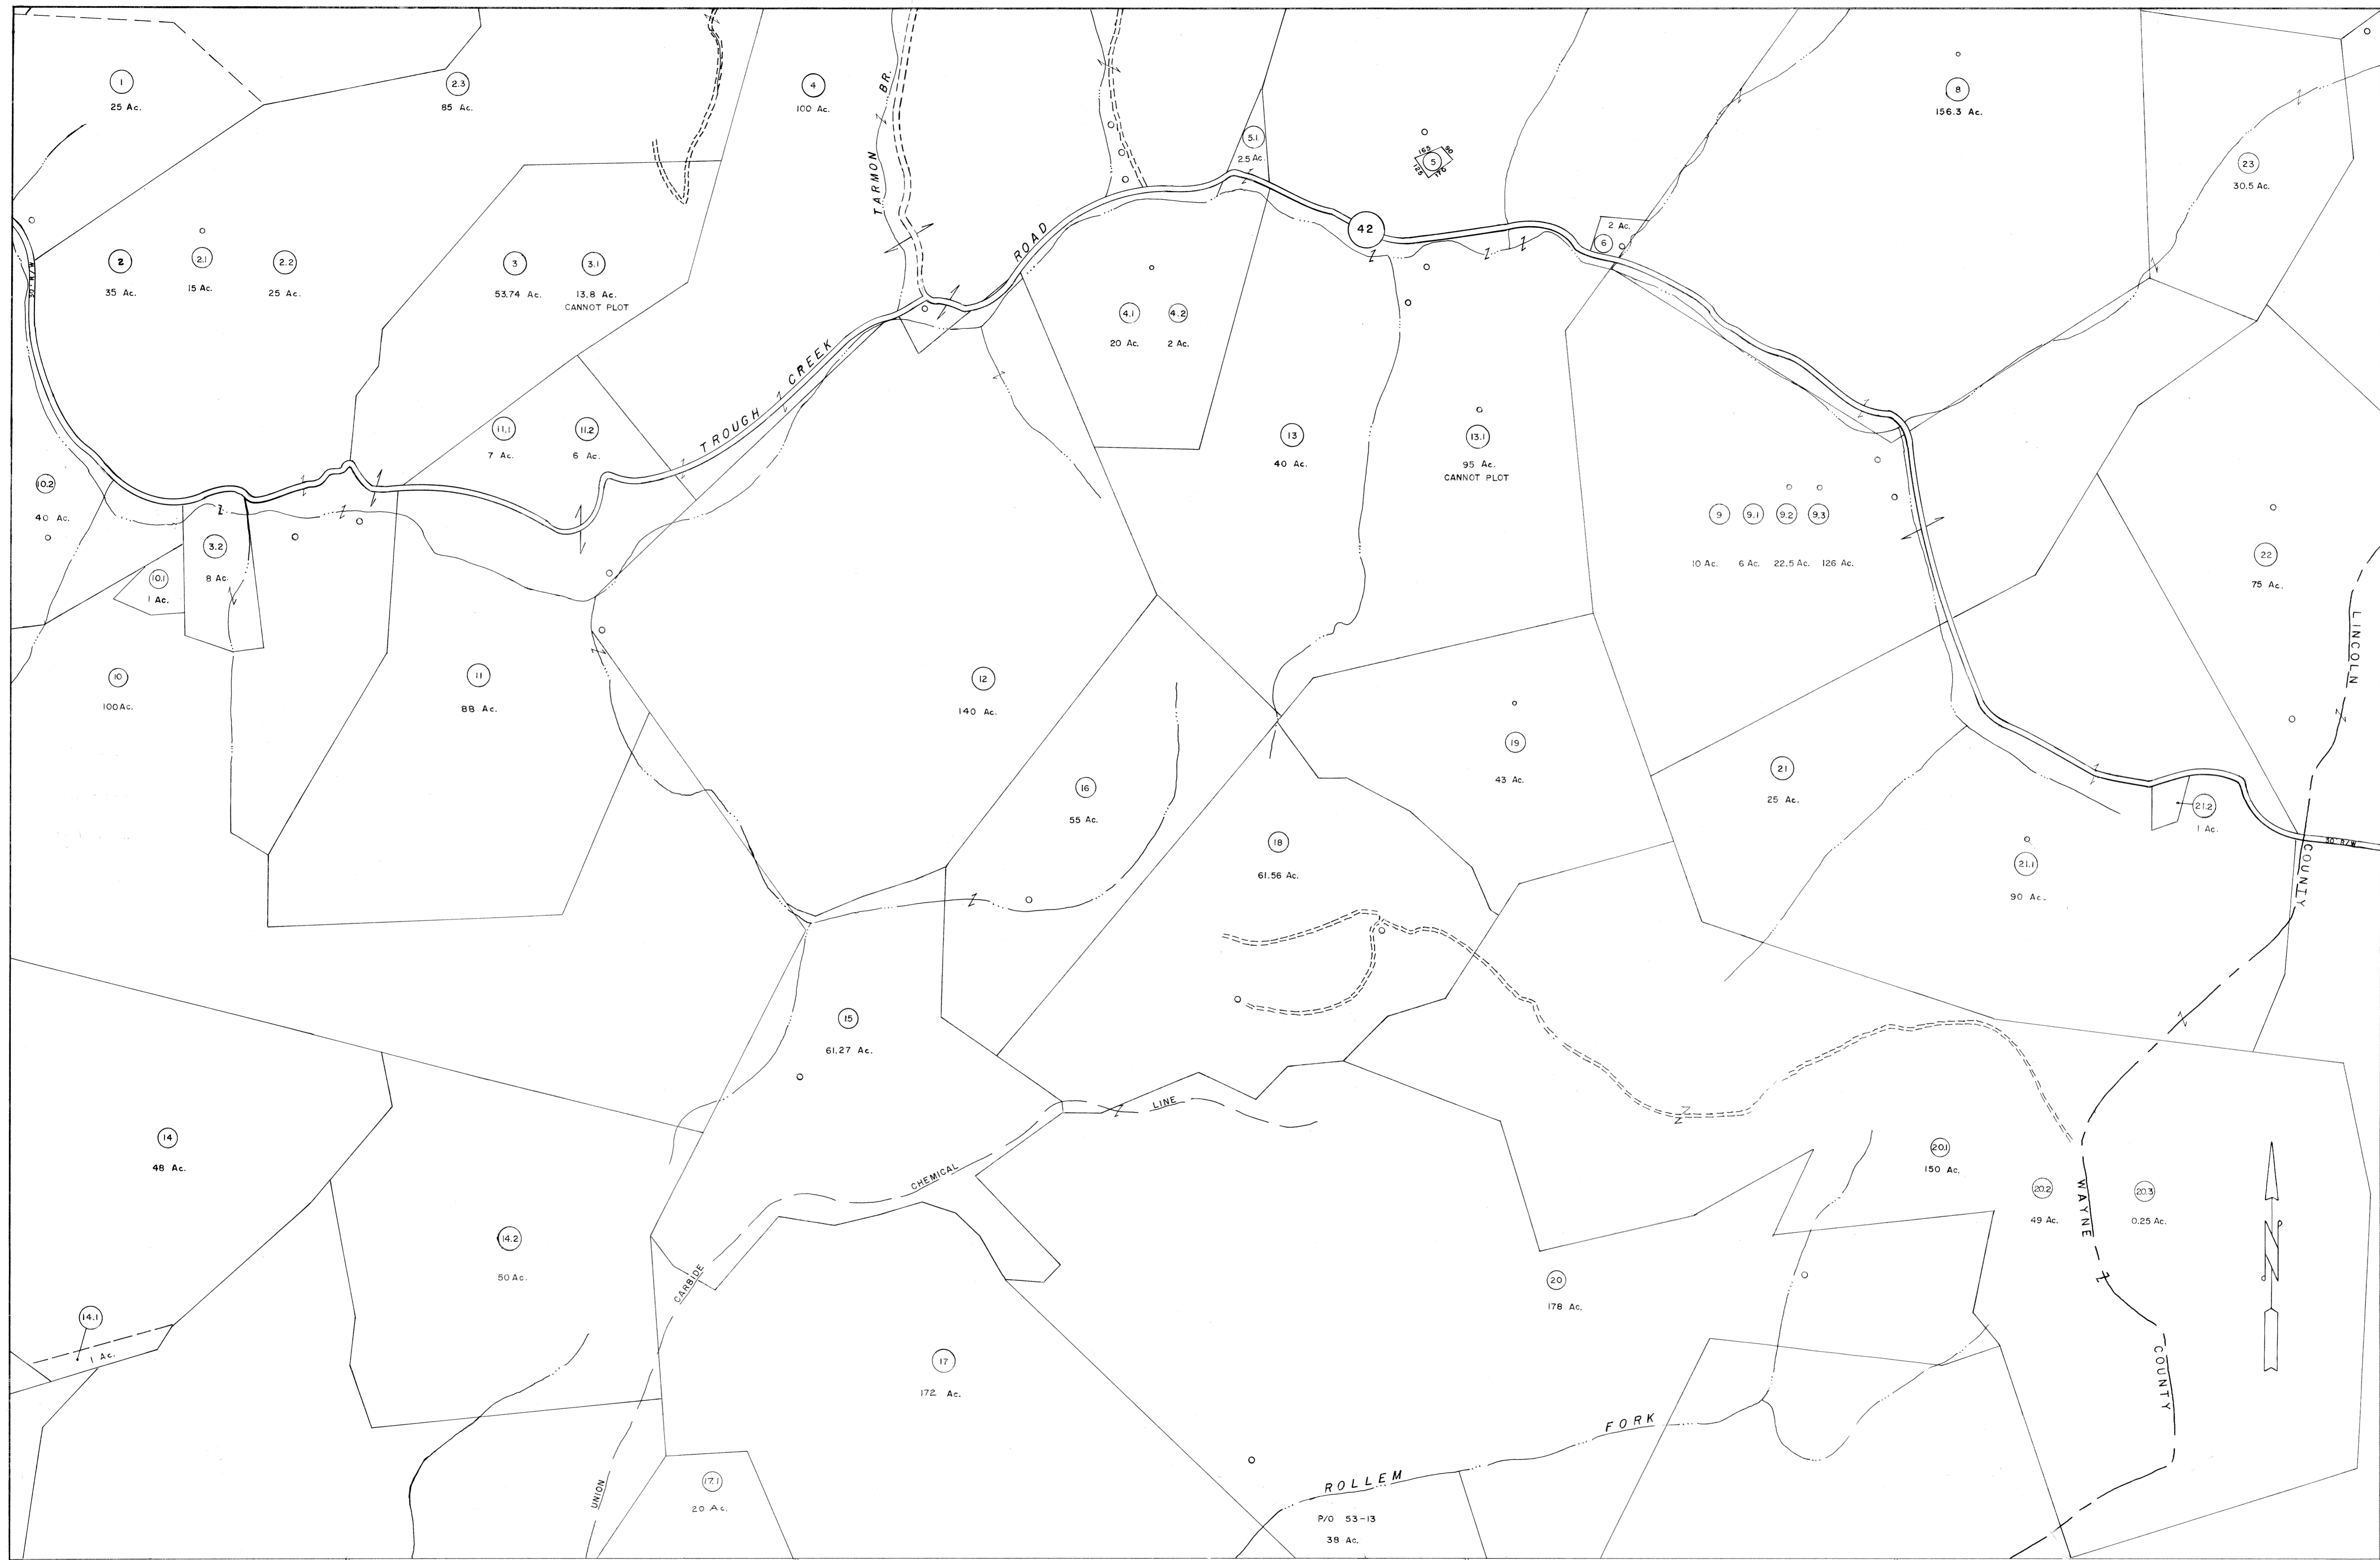 1
25 Ac.
2.3
85 Ac.
4
100 Ac.
TARMON BR.
5.1
2.5 Ac.
165
90
5
125
170
8
156.3 Ac.
23
30.5 Ac.
2
35 Ac.
2.1
15 Ac.
2.2
25 Ac.
30' R/W
3
53.74 Ac.
3.1
13.8 Ac.
CANNOT PLOT
TROUGH CREEK ROAD
42
2 Ac.
6
4.1
20 Ac.
4.2
2 Ac.
11.1
7 Ac.
11.2
6 Ac.
13
40 Ac.
13.1
95 Ac.
CANNOT PLOT
10.2
40 Ac.
3.2
8 Ac.
10.1
1 Ac.
9 9.1 9.2 9.3
10 Ac. 6 Ac. 22.5 Ac. 126 Ac.
22
75 Ac.
LINCOLN COUNTY
10
100 Ac.
11
88 Ac.
12
140 Ac.
16
55 Ac.
19
43 Ac.
21
25 Ac.
21.2
1 Ac.
30' R/W
18
61.56 Ac.
21.1
90 Ac.
15
61.27 Ac.
14
48 Ac.
UNION CARBIDE CHEMICAL LINE
20.1
150 Ac.
20.2
49 Ac.
WAYNE COUNTY
20.3
0.25 Ac.
N
14.2
50 Ac.
20
178 Ac.
14.1
1 Ac.
17
172 Ac.
17.1
20 Ac.
ROLLEM FORK
P/O 53-13
38 Ac.